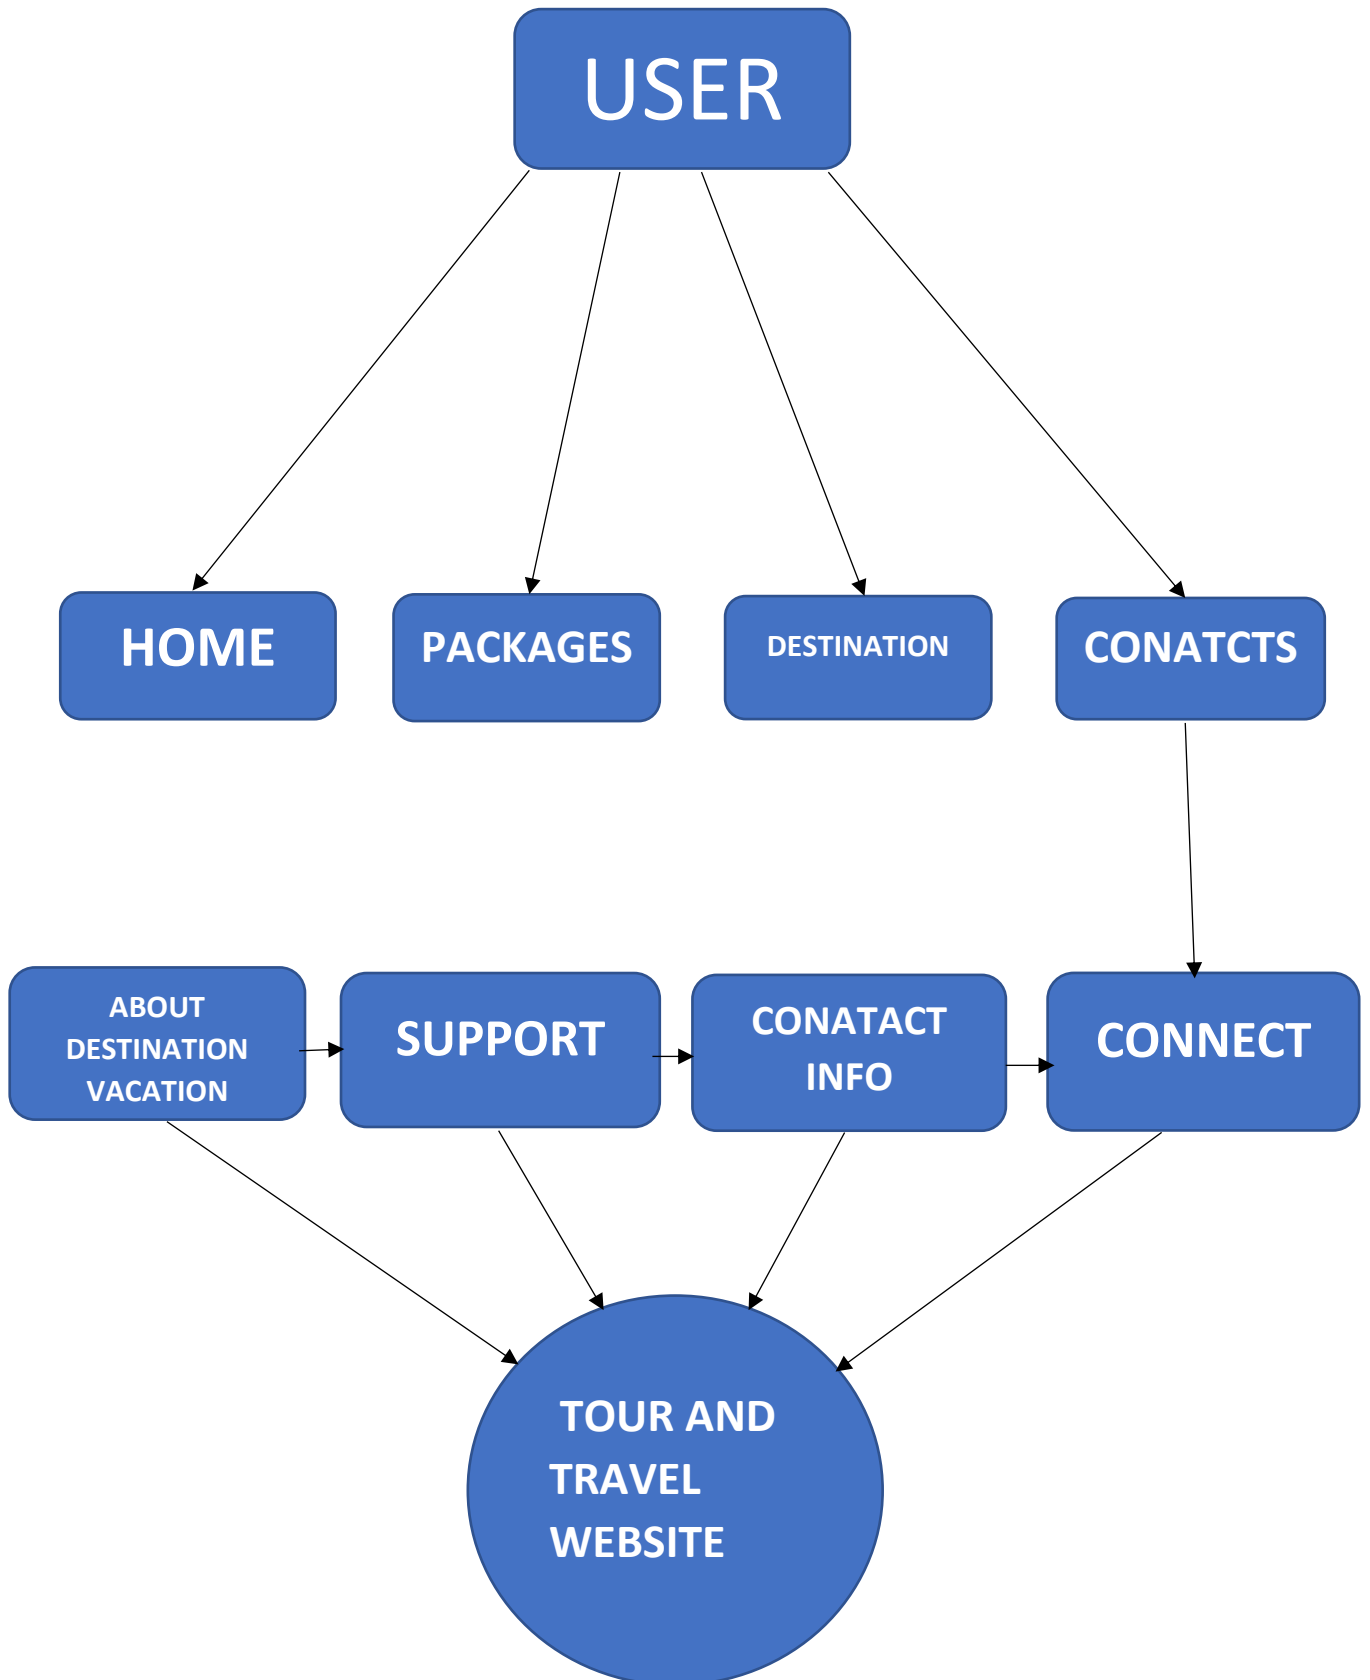 USER
HOME
PACKAGES
DESTINATION
CONATCTS
ABOUT
DESTINATION
VACATION
SUPPORT
CONATACT
INFO
CONNECT
TOUR AND
TRAVEL
WEBSITE